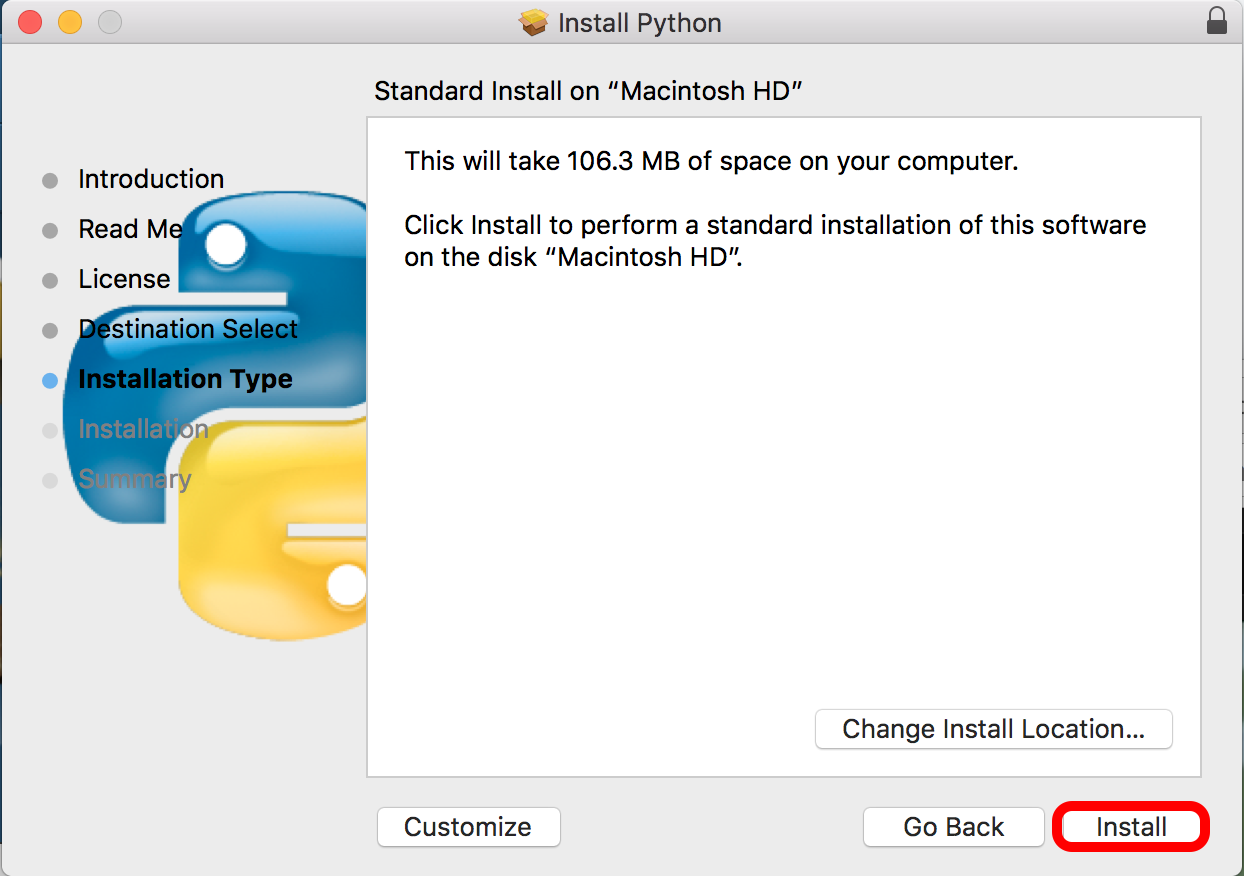 Install Python
Standard Install on “Macintosh HD”
Introduction
Read Me
License
Destination Select
Installation Type
Installation
Summary
This will take 106.3 MB of space on your computer.
Click Install to perform a standard installation of this software
on the disk “Macintosh HD”.
Change Install Location...
Customize
Go Back
Install